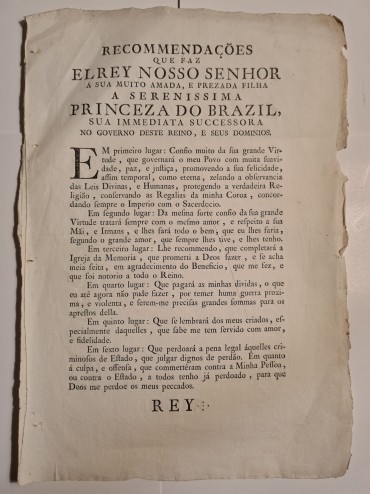 RECOMMENDAÇÕES
QUE FAZ
ELREY NOSSO SENHOR
A SUA MUITO AMADA, E PREZADA FILHA
A SERENISSIMA
PRINCEZA DO BRAZIL,
SUA IMMEDIATA SUCCESSORA
NO GOVERNO DESTE REINO, E SEUS DOMINIOS.
EM primeiro lugar: Confio muito da sua grande Vir-
tude, que governará o meu Povo com muita suavi-
dade, paz, e justiça, promovendo a sua felicidade,
assim temporal, como eterna, zelando a observancia
das Leis Divinas, e Humanas, protegendo a verdadeira Re-
ligião, conservando as Regalias da minha Coroa, concor-
dando sempre o Imperio com o Sacerdocio.
Em segundo lugar: Da mesma sorte confio da sua grande
Virtude tratará sempre com o mesmo amor, e respeito a sua
Mãi, e Irmans, e lhes fará todo o bem, que eu lhes faria,
segundo o grande amor, que sempre lhes tive, e lhes tenho.
Em terceiro lugar: Lhe recommendo, que completará a
Igreja da Memoria, que prometti a Deos fazer, e se acha
meia feita, em agradecimento do Beneficio, que me fez, e
que foi notorio a todo o Reino.
Em quarto lugar: Que pagará as minhas dividas, o que
eu até agora não pude fazer, por temer huma guerra proxi-
ma, e violenta, e serem-me precisas grandes sommas para os
aprestos della.
Em quinto lugar: Que se lembrará dos meus criados, es-
pecialmente daquelles, que sabe me tem servido com amor,
e fidelidade.
Em sexto lugar: Que perdoará a pena legal áquelles cri-
minosos de Estado, que julgar dignos de perdão. Em quanto
á culpa, e offensa, que commettêram contra a Minha Pessoa,
ou contra o Estado, a todos tenho já perdoado, para que
Deos me perdoe os meus peccados.
REY